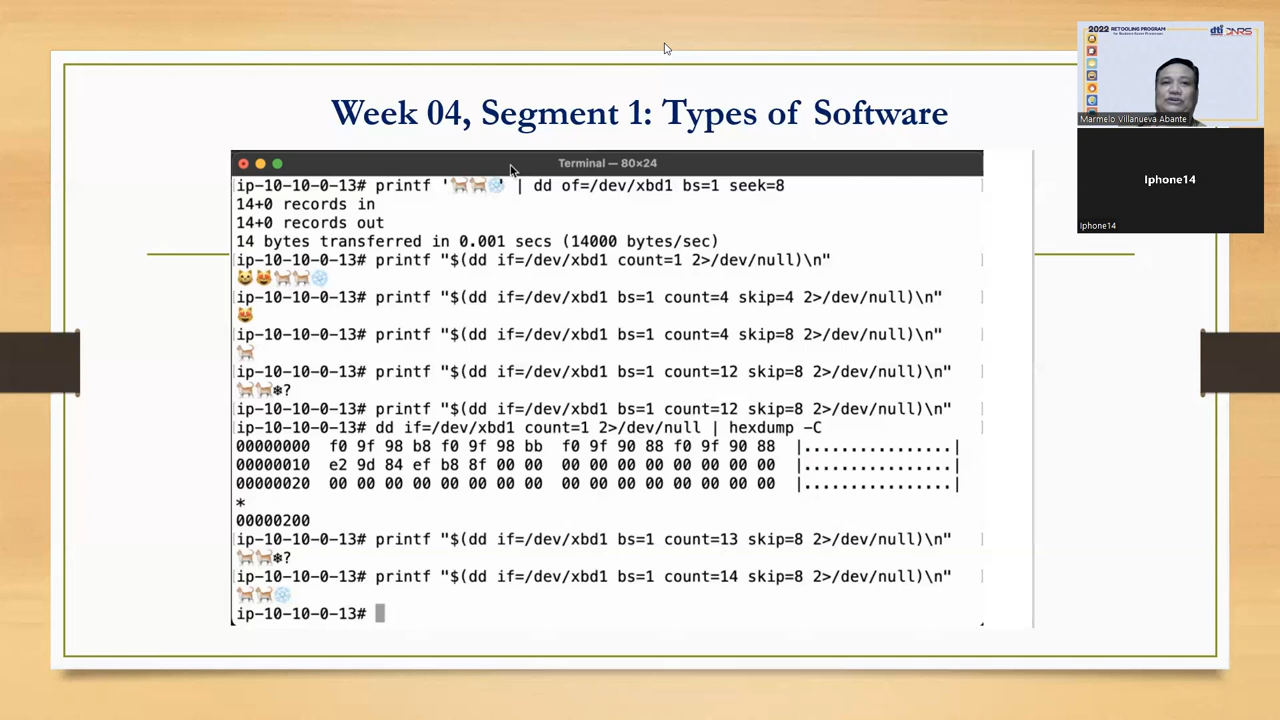 Week 04, Segment 1: Types of Software
Terminal — 80×24
ip-10-10-0-13# printf '🐈🐈❄️' | dd of=/dev/xbd1 bs=1 seek=8
14+0 records in
14+0 records out
14 bytes transferred in 0.001 secs (14000 bytes/sec)
ip-10-10-0-13# printf "$(dd if=/dev/xbd1 count=1 2>/dev/null)\n"
😸😻🐈🐈❄️
ip-10-10-0-13# printf "$(dd if=/dev/xbd1 bs=1 count=4 skip=4 2>/dev/null)\n"
😻
ip-10-10-0-13# printf "$(dd if=/dev/xbd1 bs=1 count=4 skip=8 2>/dev/null)\n"
🐈
ip-10-10-0-13# printf "$(dd if=/dev/xbd1 bs=1 count=12 skip=8 2>/dev/null)\n"
🐈🐈❄?
ip-10-10-0-13# printf "$(dd if=/dev/xbd1 bs=1 count=12 skip=8 2>/dev/null)\n"
ip-10-10-0-13# dd if=/dev/xbd1 count=1 2>/dev/null | hexdump -C
00000000 f0 9f 98 b8 f0 9f 98 bb f0 9f 90 88 f0 9f 90 88 |................|
00000010 e2 9d 84 ef b8 8f 00 00 00 00 00 00 00 00 00 00 |................|
00000020 00 00 00 00 00 00 00 00 00 00 00 00 00 00 00 00 |................|
*
00000200
ip-10-10-0-13# printf "$(dd if=/dev/xbd1 bs=1 count=13 skip=8 2>/dev/null)\n"
🐈🐈❄?
ip-10-10-0-13# printf "$(dd if=/dev/xbd1 bs=1 count=14 skip=8 2>/dev/null)\n"
🐈🐈❄️
ip-10-10-0-13#
2022 RETOOLING PROGRAM
dti
Marmelo Villanueva Abante
Iphone14
Iphone14